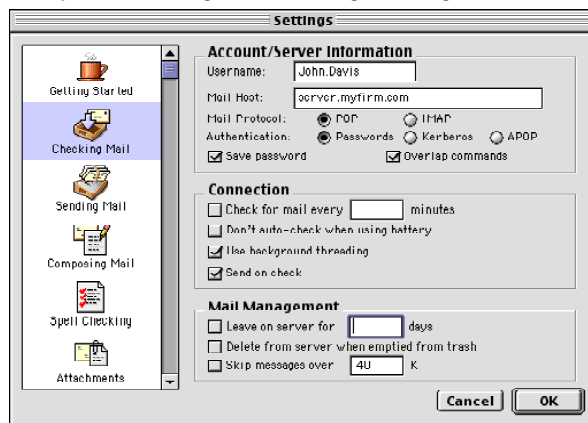 Settings
Getting Started
Checking Mail
Sending Mail
Composing Mail
Spell Checking
Attachments
Account/Server Information
Username: John.Davis
Mail Host: server.myfirm.com
Mail Protocol: POP IMAP
Authentication: Passwords Kerberos APOP
Save password Overlap commands
Connection
Check for mail every minutes
Don't auto-check when using battery
Use background threading
Send on check
Mail Management
Leave on server for days
Delete from server when emptied from trash
Skip messages over 40 K
Cancel OK